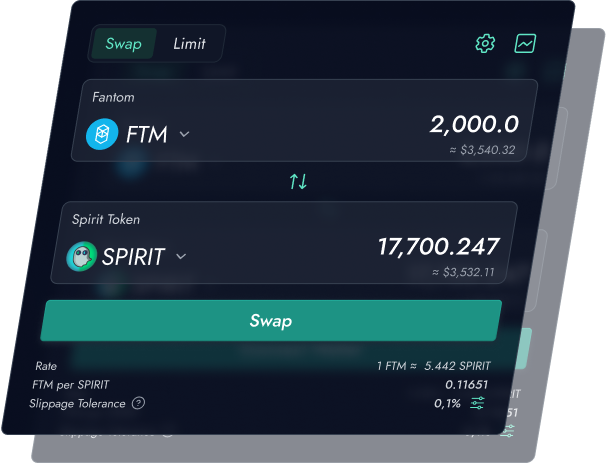 Swap Limit
Fantom
FTM 2,000.0
≈ $3,540.32
Spirit Token
SPIRIT 17,700.247
≈ $3,532.11
Swap
Rate 1 FTM ≈ 5.442 SPIRIT
FTM per SPIRIT 0.11651
Slippage Tolerance ? 0,1%